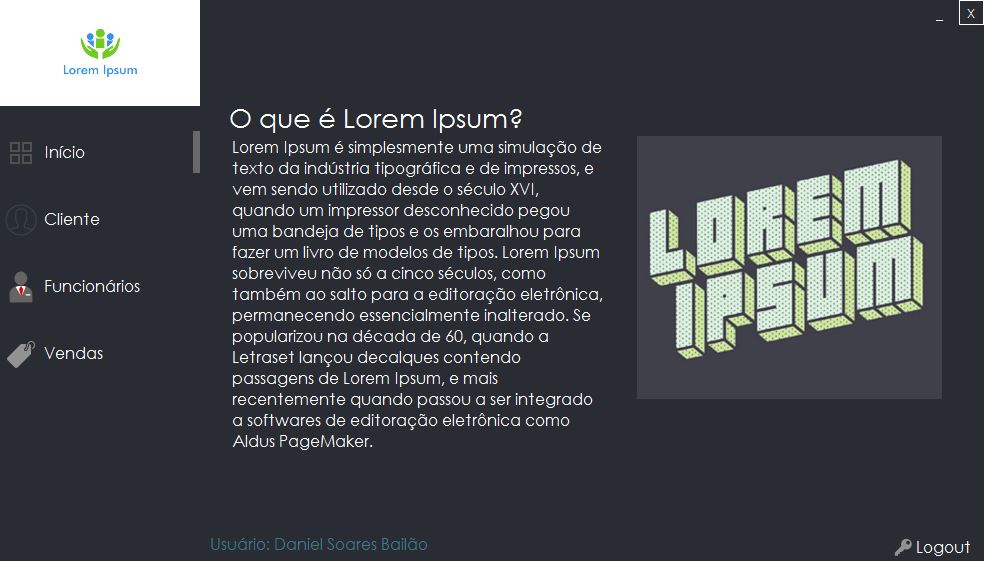 _ X
Lorem Ipsum
Início
Cliente
Funcionários
Vendas
O que é Lorem Ipsum?
Lorem Ipsum é simplesmente uma simulação de
texto da indústria tipográfica e de impressos, e
vem sendo utilizado desde o século XVI,
quando um impressor desconhecido pegou
uma bandeja de tipos e os embaralhou para
fazer um livro de modelos de tipos. Lorem Ipsum
sobreviveu não só a cinco séculos, como
também ao salto para a editoração eletrônica,
permanecendo essencialmente inalterado. Se
popularizou na década de 60, quando a
Letraset lançou decalques contendo
passagens de Lorem Ipsum, e mais
recentemente quando passou a ser integrado
a softwares de editoração eletrônica como
Aldus PageMaker.
LOREM
IPSUM
Usuário: Daniel Soares Bailão
Logout